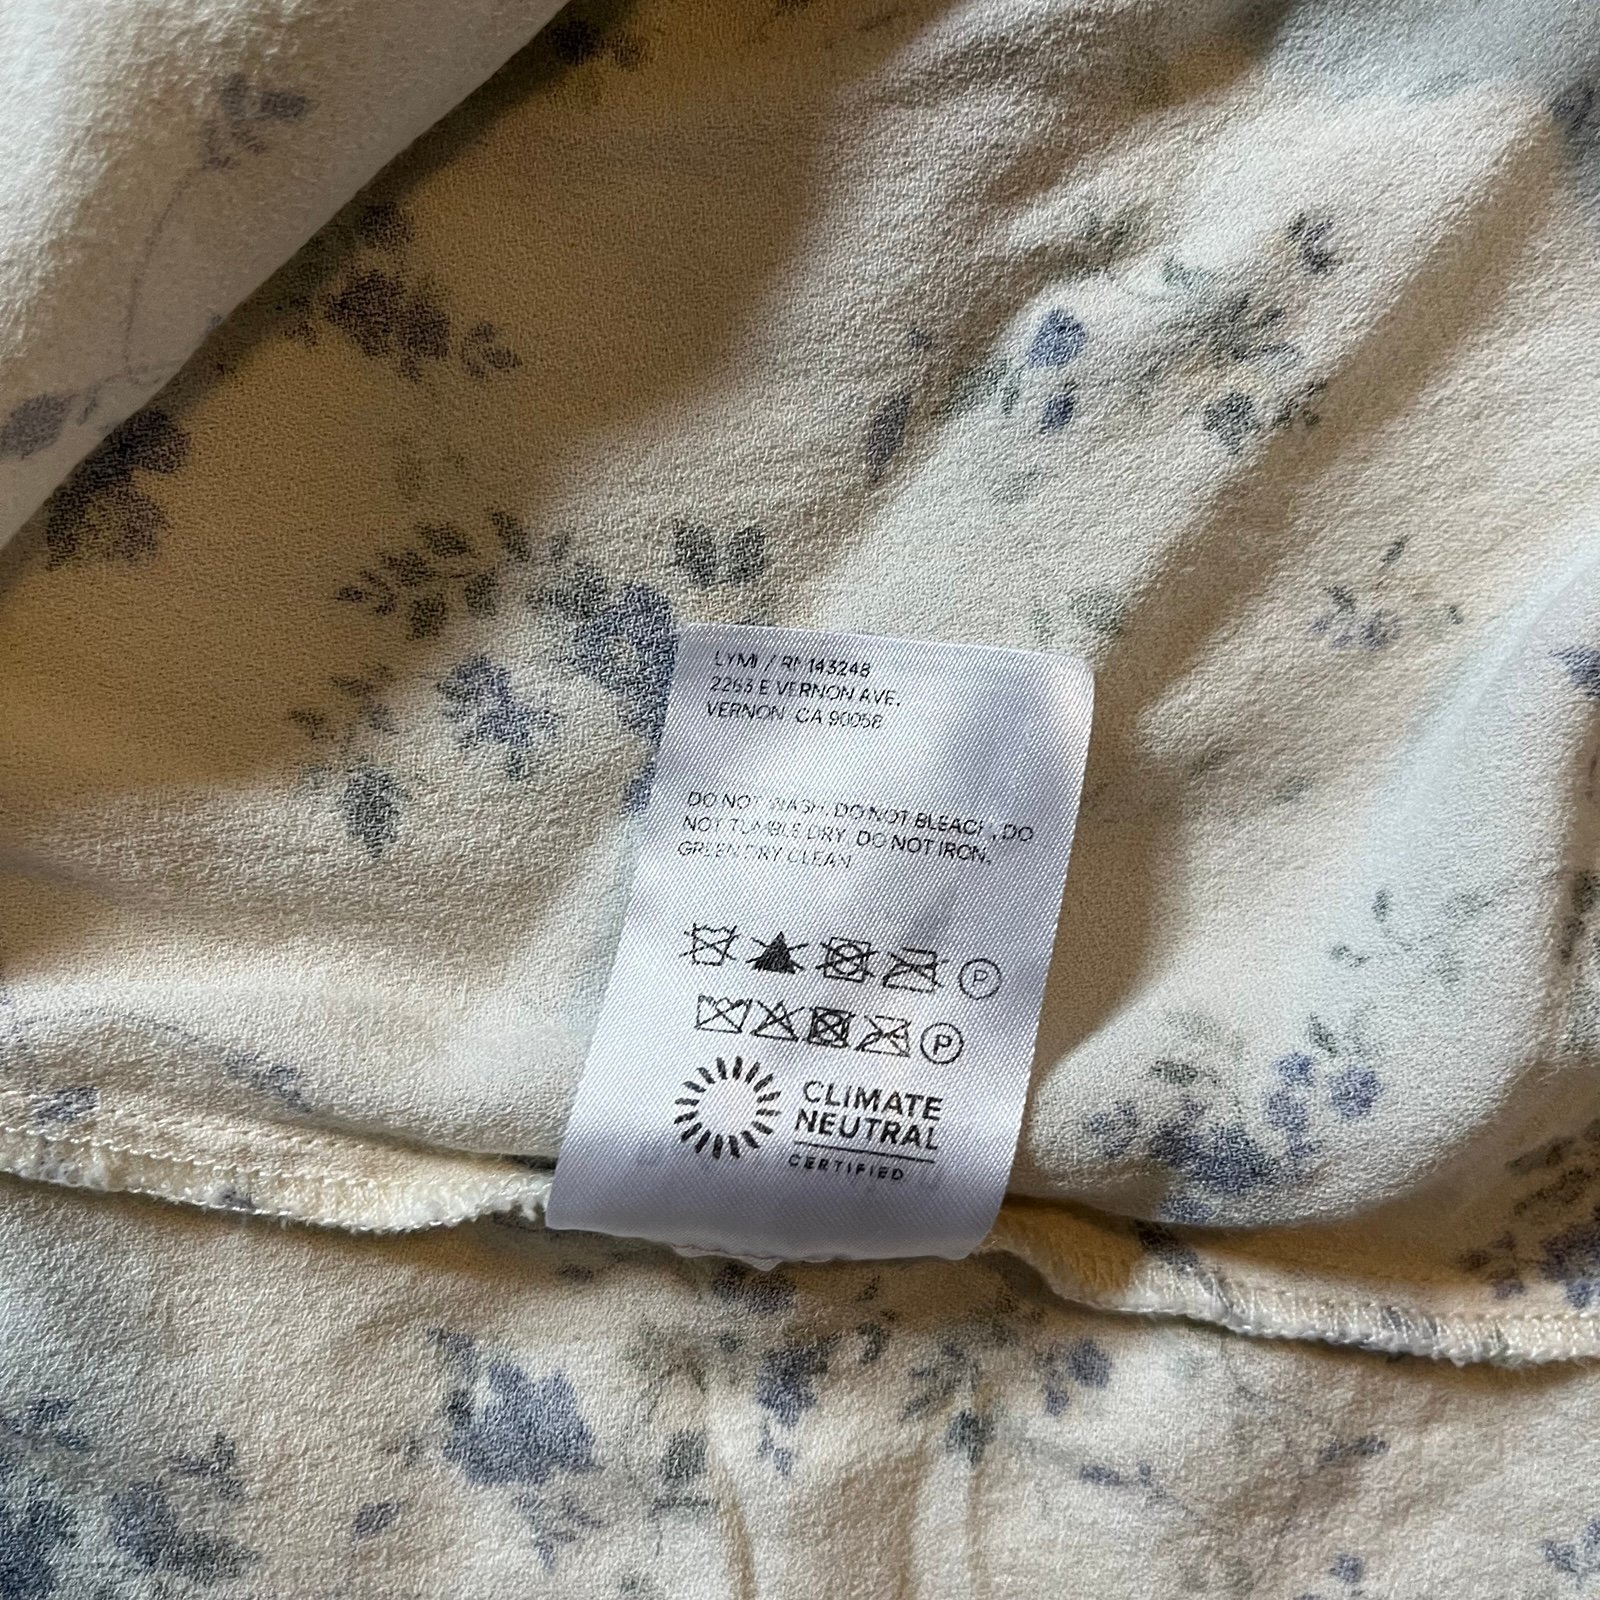 LYMI / RN 143248
2263 E VERNON AVE.
VERNON CA 90058
DO NOT WASH, DO NOT BLEACH, DO
NOT TUMBLE DRY, DO NOT IRON,
GREEN DRY CLEAN
P
P
CLIMATE
NEUTRAL
CERTIFIED